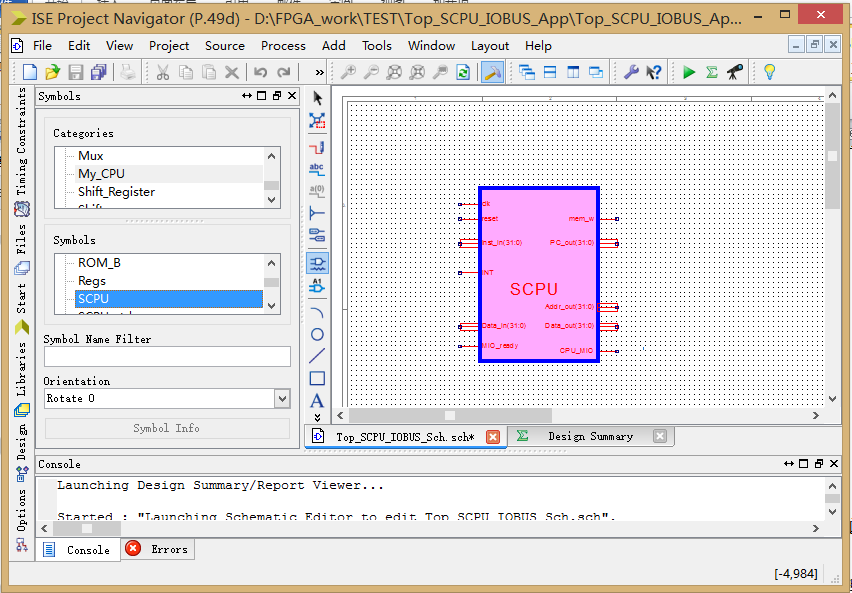 ISE Project Navigator (P.49d) - D:\FPGA_work\TEST\Top_SCPU_IOBUS_App\Top_SCPU_IOBUS_Ap...
File Edit View Project Source Process Add Tools Window Layout Help
Symbols
Categories
Mux
My_CPU
Shift_Register
Symbols
ROM_B
Regs
SCPU
Symbol Name Filter
Orientation
Rotate 0
Symbol Info
Timing Constraints
Files
Start
Libraries
Design
Options
abc
a(0)
A1
A
clk
reset
mem_w
Inst_in(31:0)
PC_out(31:0)
INT
SCPU
Addr_out(31:0)
Data_in(31:0)
Data_out(31:0)
MIO_ready
CPU_MIO
Top_SCPU_IOBUS_Sch.sch*
Design Summary
Console
Launching Design Summary/Report Viewer...
Started : "Launching Schematic Editor to edit Top_SCPU_IOBUS_Sch.sch".
Console
Errors
[-4,984]